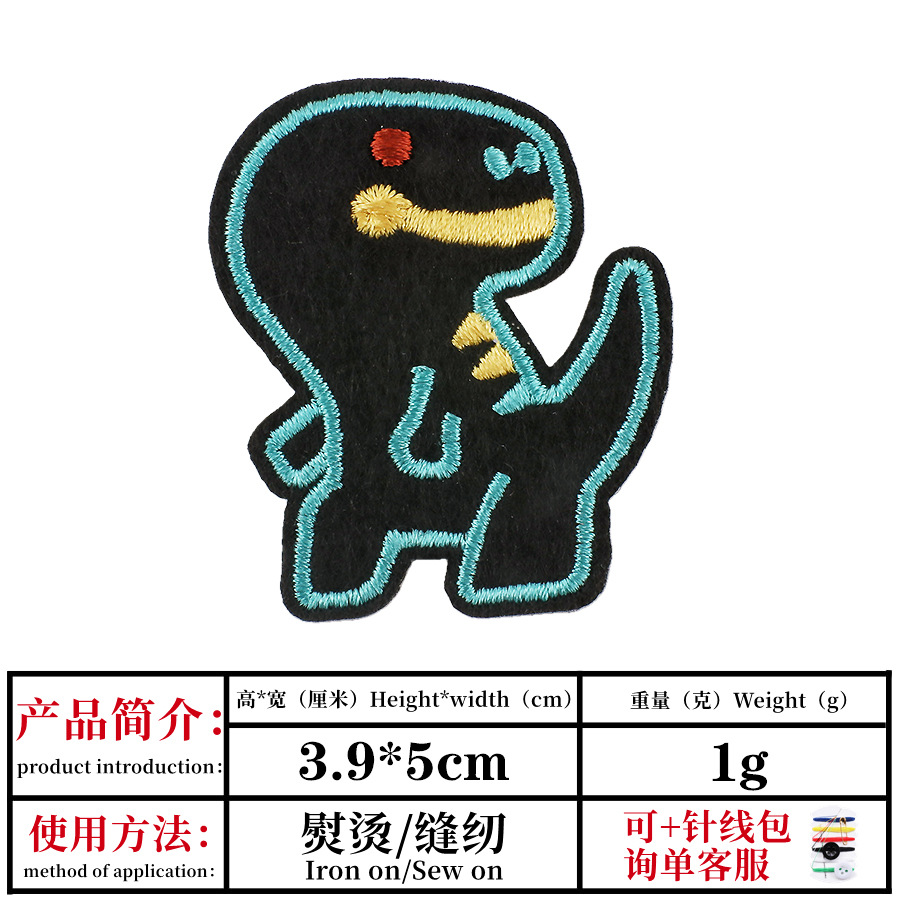 产品简介：
product introduction:
高*宽（厘米）Height*width（cm）
重量（克）Weight（g）
3.9*5cm
1g
使用方法：
method of application:
熨烫/缝纫
Iron on/Sew on
可+针线包
询单客服